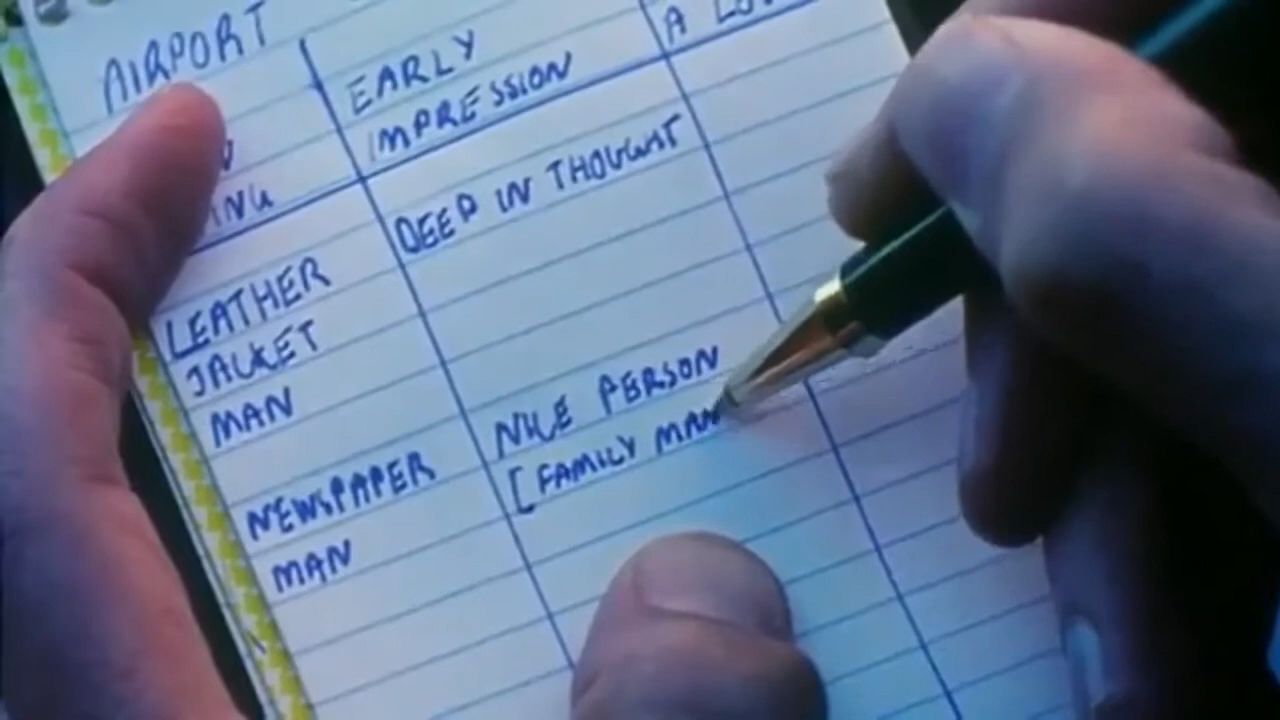 AIRPORT
EARLY
IMPRESSION
A
LEATHER
JACKET
MAN
DEEP IN THOUGHT
NEWSPAPER
MAN
NICE PERSON
[FAMILY MAN